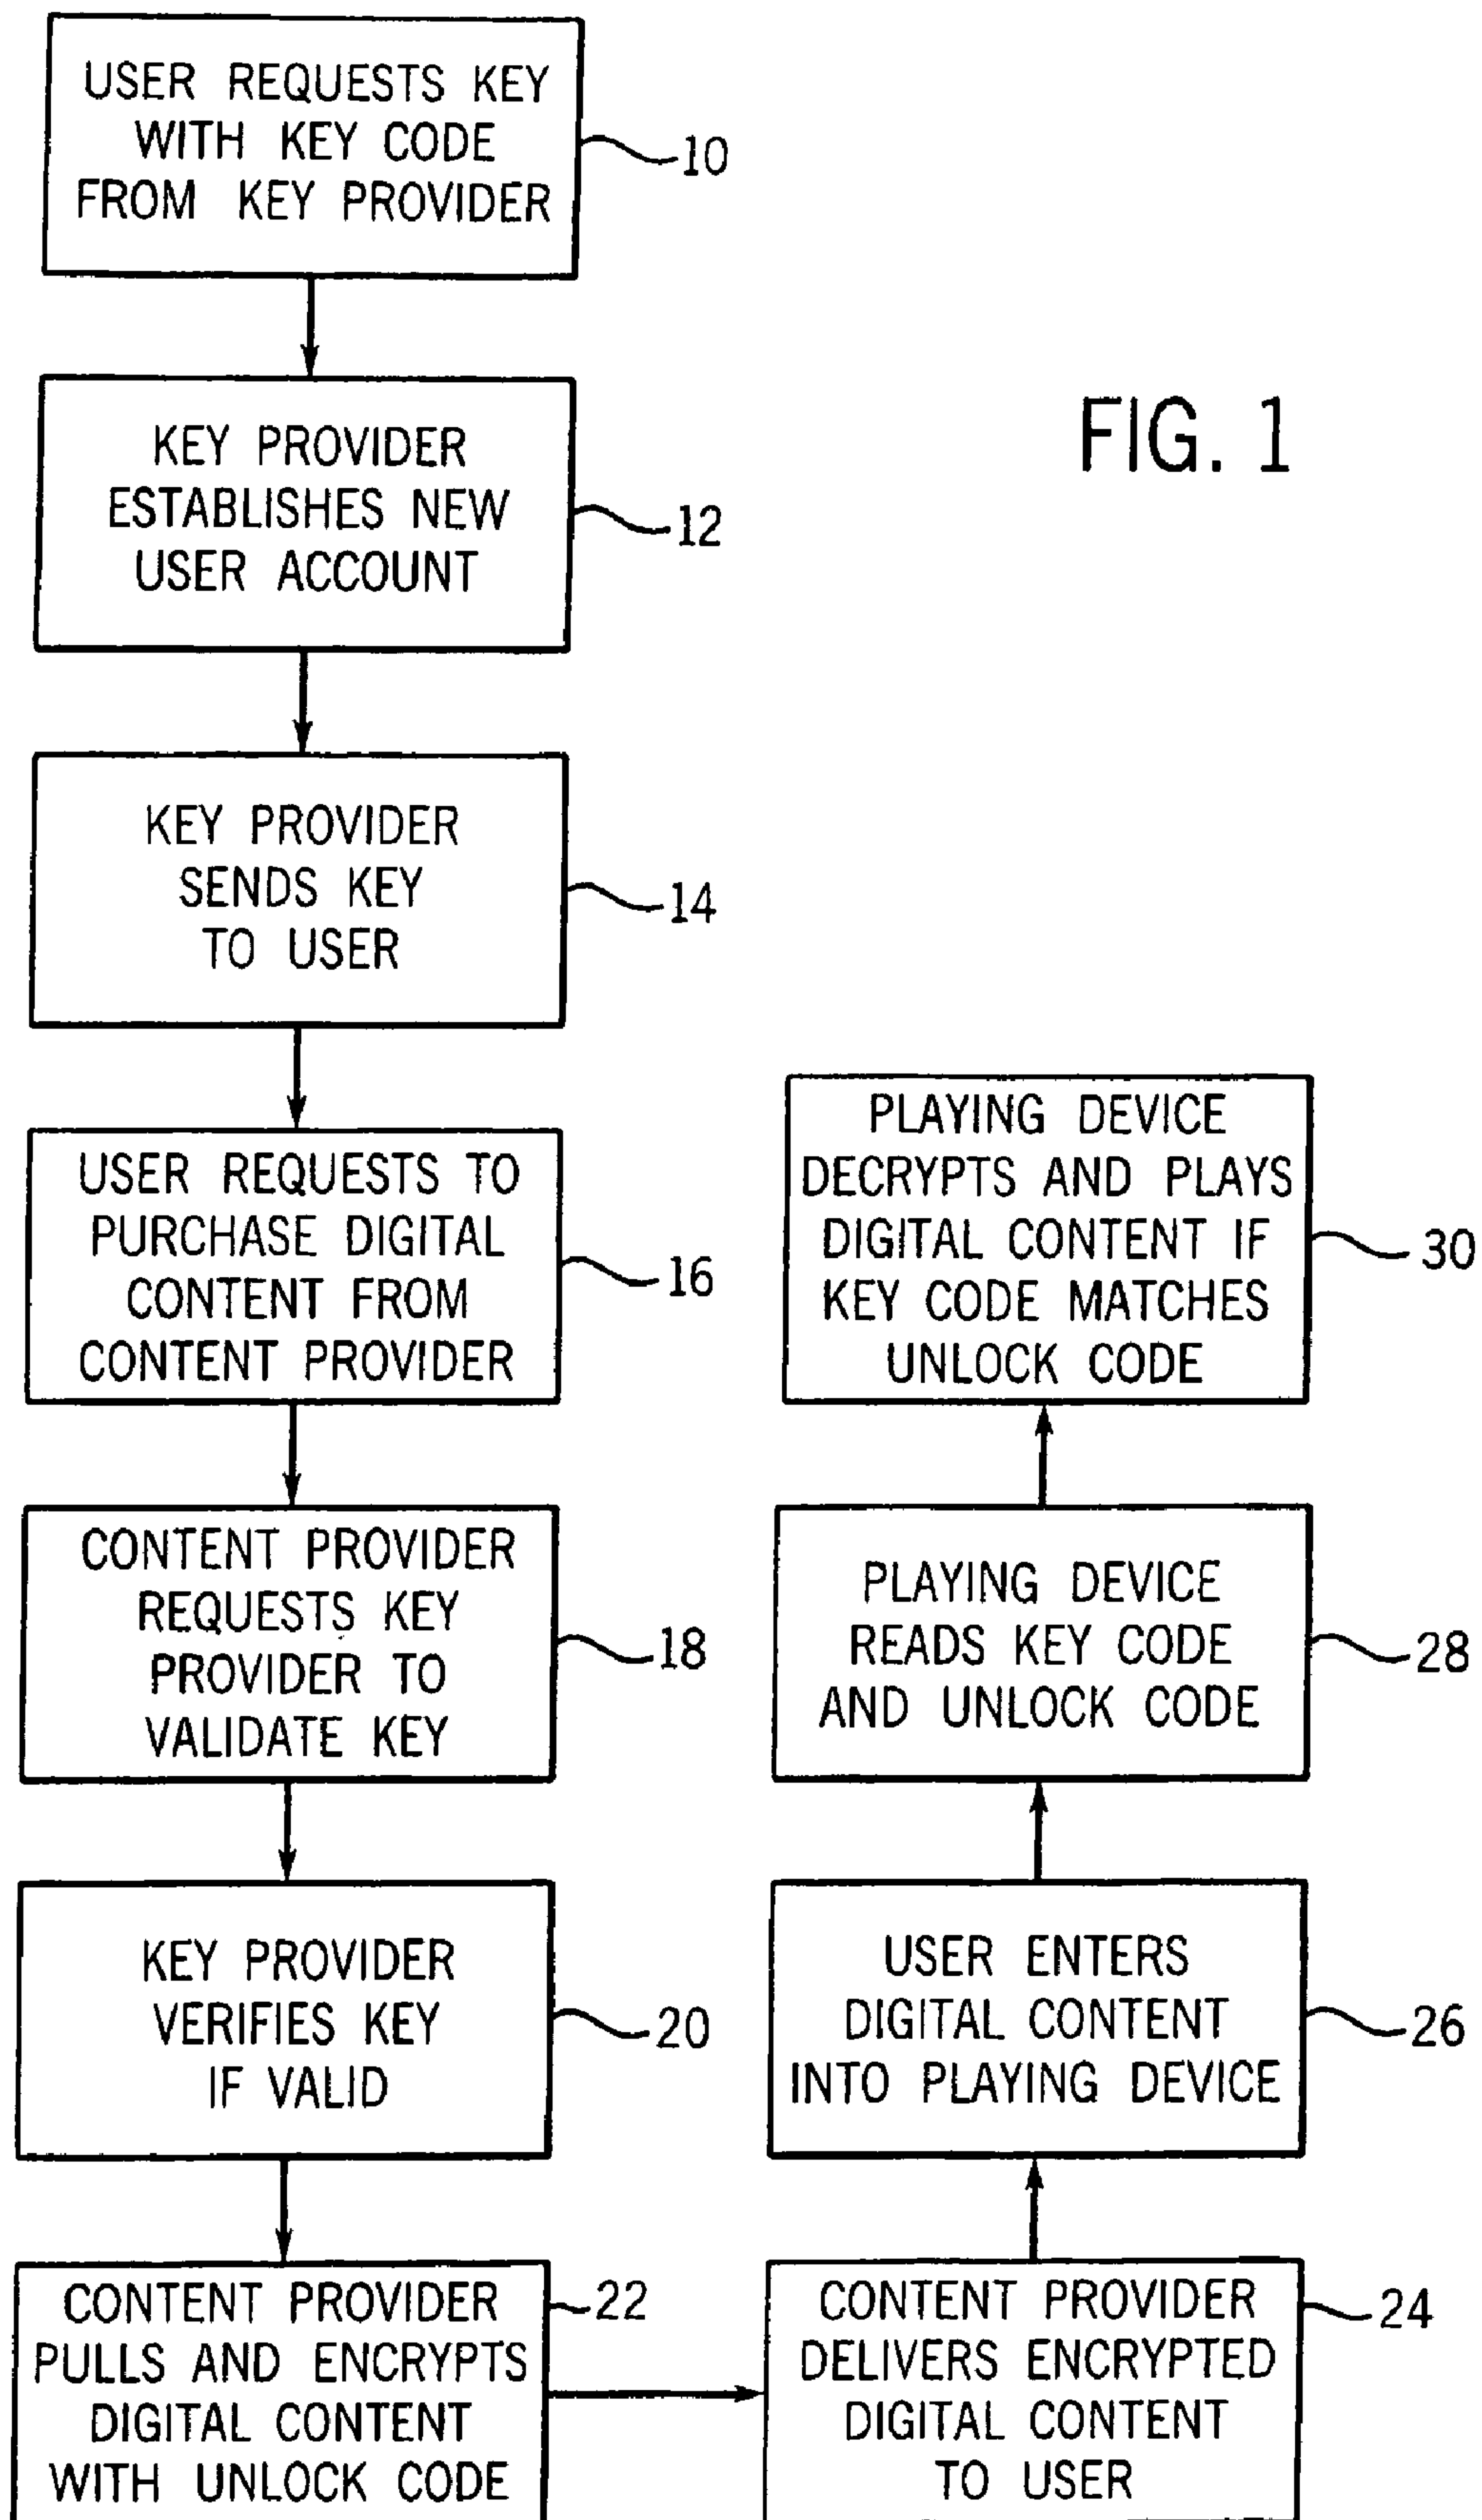 USER REQUESTS KEY
WITH KEY CODE
FROM KEY PROVIDER
10
KEY PROVIDER
ESTABLISHES NEW
USER ACCOUNT
12
FIG. 1
KEY PROVIDER
SENDS KEY
TO USER
14
USER REQUESTS TO
PURCHASE DIGITAL
CONTENT FROM
CONTENT PROVIDER
16
CONTENT PROVIDER
REQUESTS KEY
PROVIDER TO
VALIDATE KEY
18
KEY PROVIDER
VERIFIES KEY
IF VALID
20
CONTENT PROVIDER
PULLS AND ENCRYPTS
DIGITAL CONTENT
WITH UNLOCK CODE
22
CONTENT PROVIDER
DELIVERS ENCRYPTED
DIGITAL CONTENT
TO USER
24
USER ENTERS
DIGITAL CONTENT
INTO PLAYING DEVICE
26
PLAYING DEVICE
READS KEY CODE
AND UNLOCK CODE
28
PLAYING DEVICE
DECRYPTS AND PLAYS
DIGITAL CONTENT IF
KEY CODE MATCHES
UNLOCK CODE
30